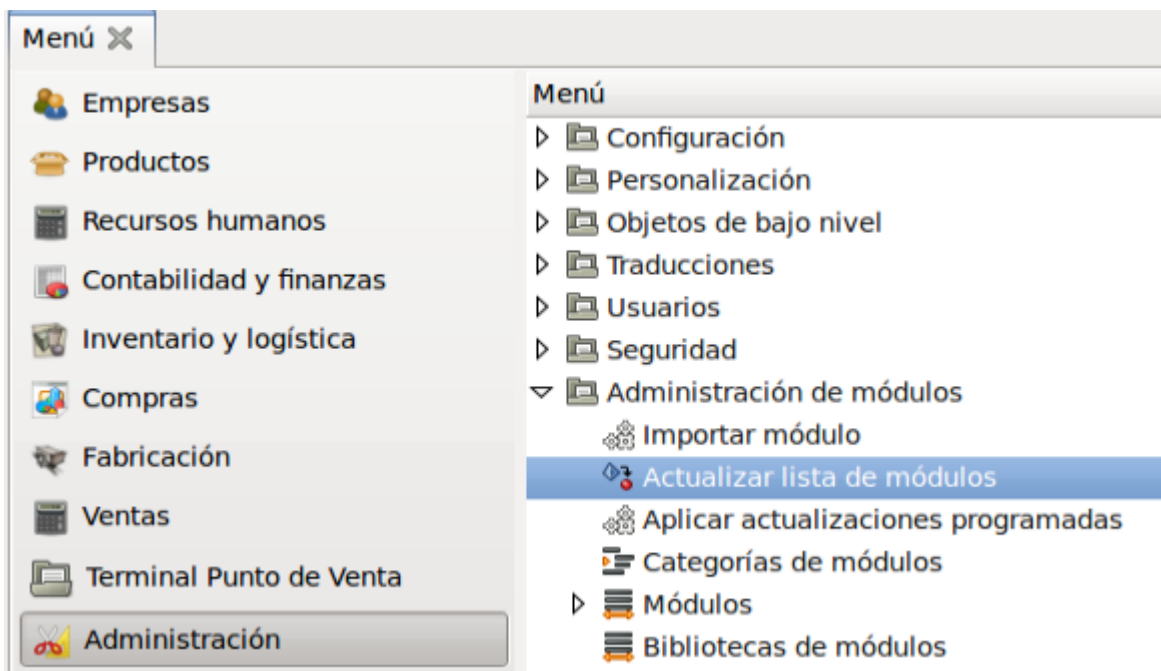 Menú
Empresas
Productos
Recursos humanos
Contabilidad y finanzas
Inventario y logística
Compras
Fabricación
Ventas
Terminal Punto de Venta
Administración
Menú
Configuración
Personalización
Objetos de bajo nivel
Traducciones
Usuarios
Seguridad
Administración de módulos
Importar módulo
Actualizar lista de módulos
Aplicar actualizaciones programadas
Categorías de módulos
Módulos
Bibliotecas de módulos